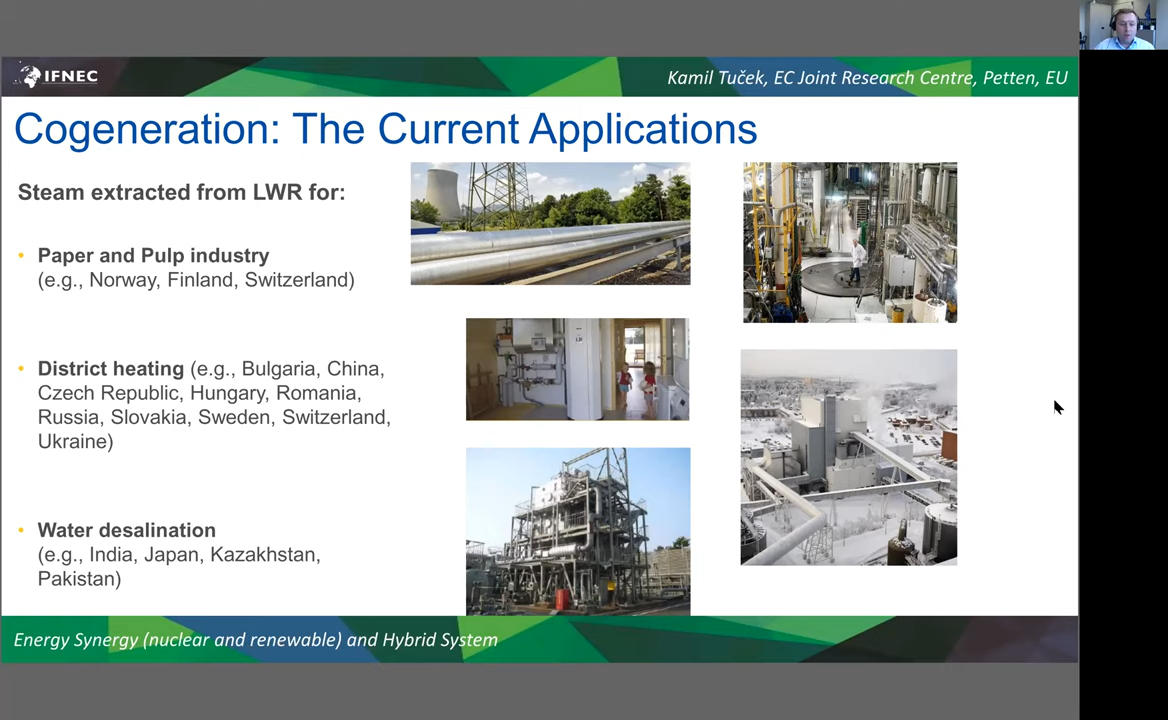 IFNEC
Kamil Tuček, EC Joint Research Centre, Petten, EU
Cogeneration: The Current Applications
Steam extracted from LWR for:
• Paper and Pulp industry
(e.g., Norway, Finland, Switzerland)
• District heating (e.g., Bulgaria, China,
Czech Republic, Hungary, Romania,
Russia, Slovakia, Sweden, Switzerland,
Ukraine)
• Water desalination
(e.g., India, Japan, Kazakhstan,
Pakistan)
Energy Synergy (nuclear and renewable) and Hybrid System